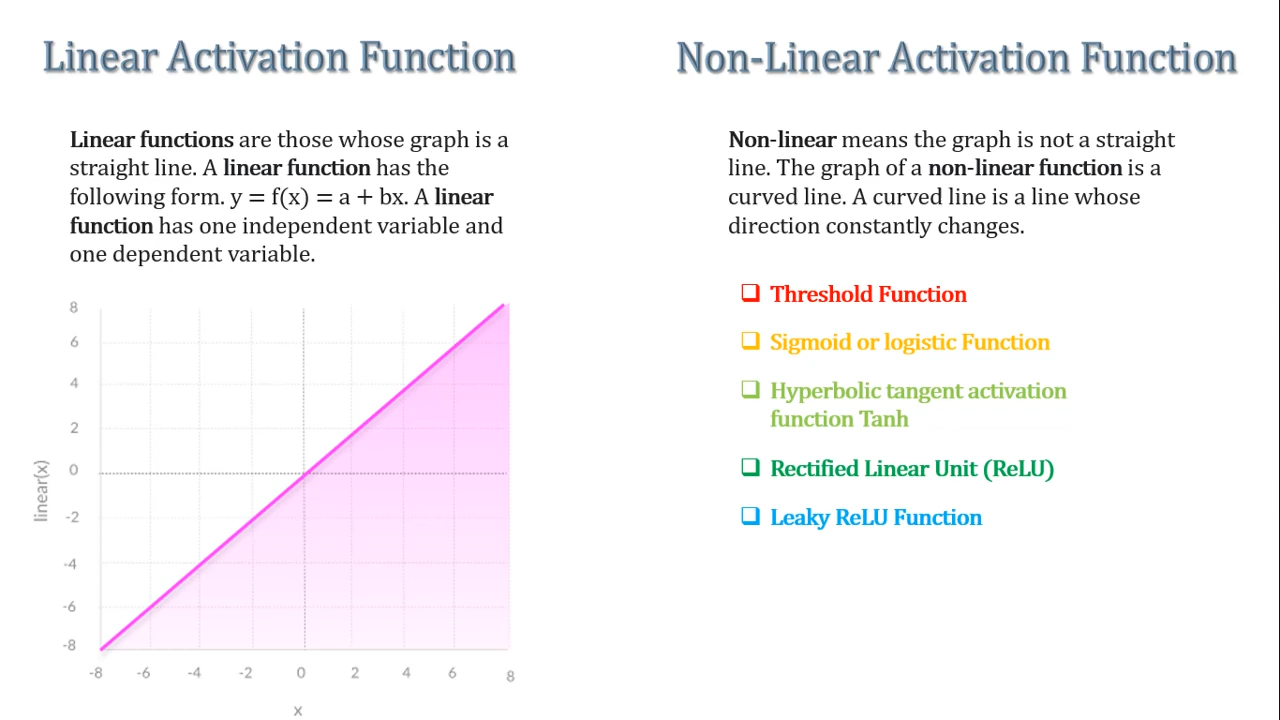 Linear Activation Function
Linear functions are those whose graph is a
straight line. A linear function has the
following form. y = f(x) = a + bx. A linear
function has one independent variable and
one dependent variable.
8
6
4
2
0
-2
-4
-6
-8
linear(x)
-8 -6 -4 -2 0 2 4 6 8
x
Non-Linear Activation Function
Non-linear means the graph is not a straight
line. The graph of a non-linear function is a
curved line. A curved line is a line whose
direction constantly changes.
❑ Threshold Function
❑ Sigmoid or logistic Function
❑ Hyperbolic tangent activation
function Tanh
❑ Rectified Linear Unit (ReLU)
❑ Leaky ReLU Function